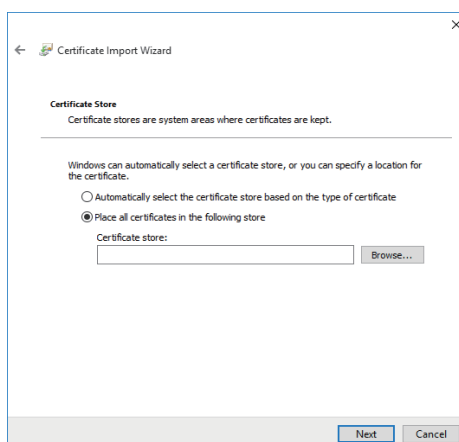 Certificate Import Wizard
Certificate Store
Certificate stores are system areas where certificates are kept.
Windows can automatically select a certificate store, or you can specify a location for
the certificate.
Automatically select the certificate store based on the type of certificate
Place all certificates in the following store
Certificate store:
Browse...
Next Cancel